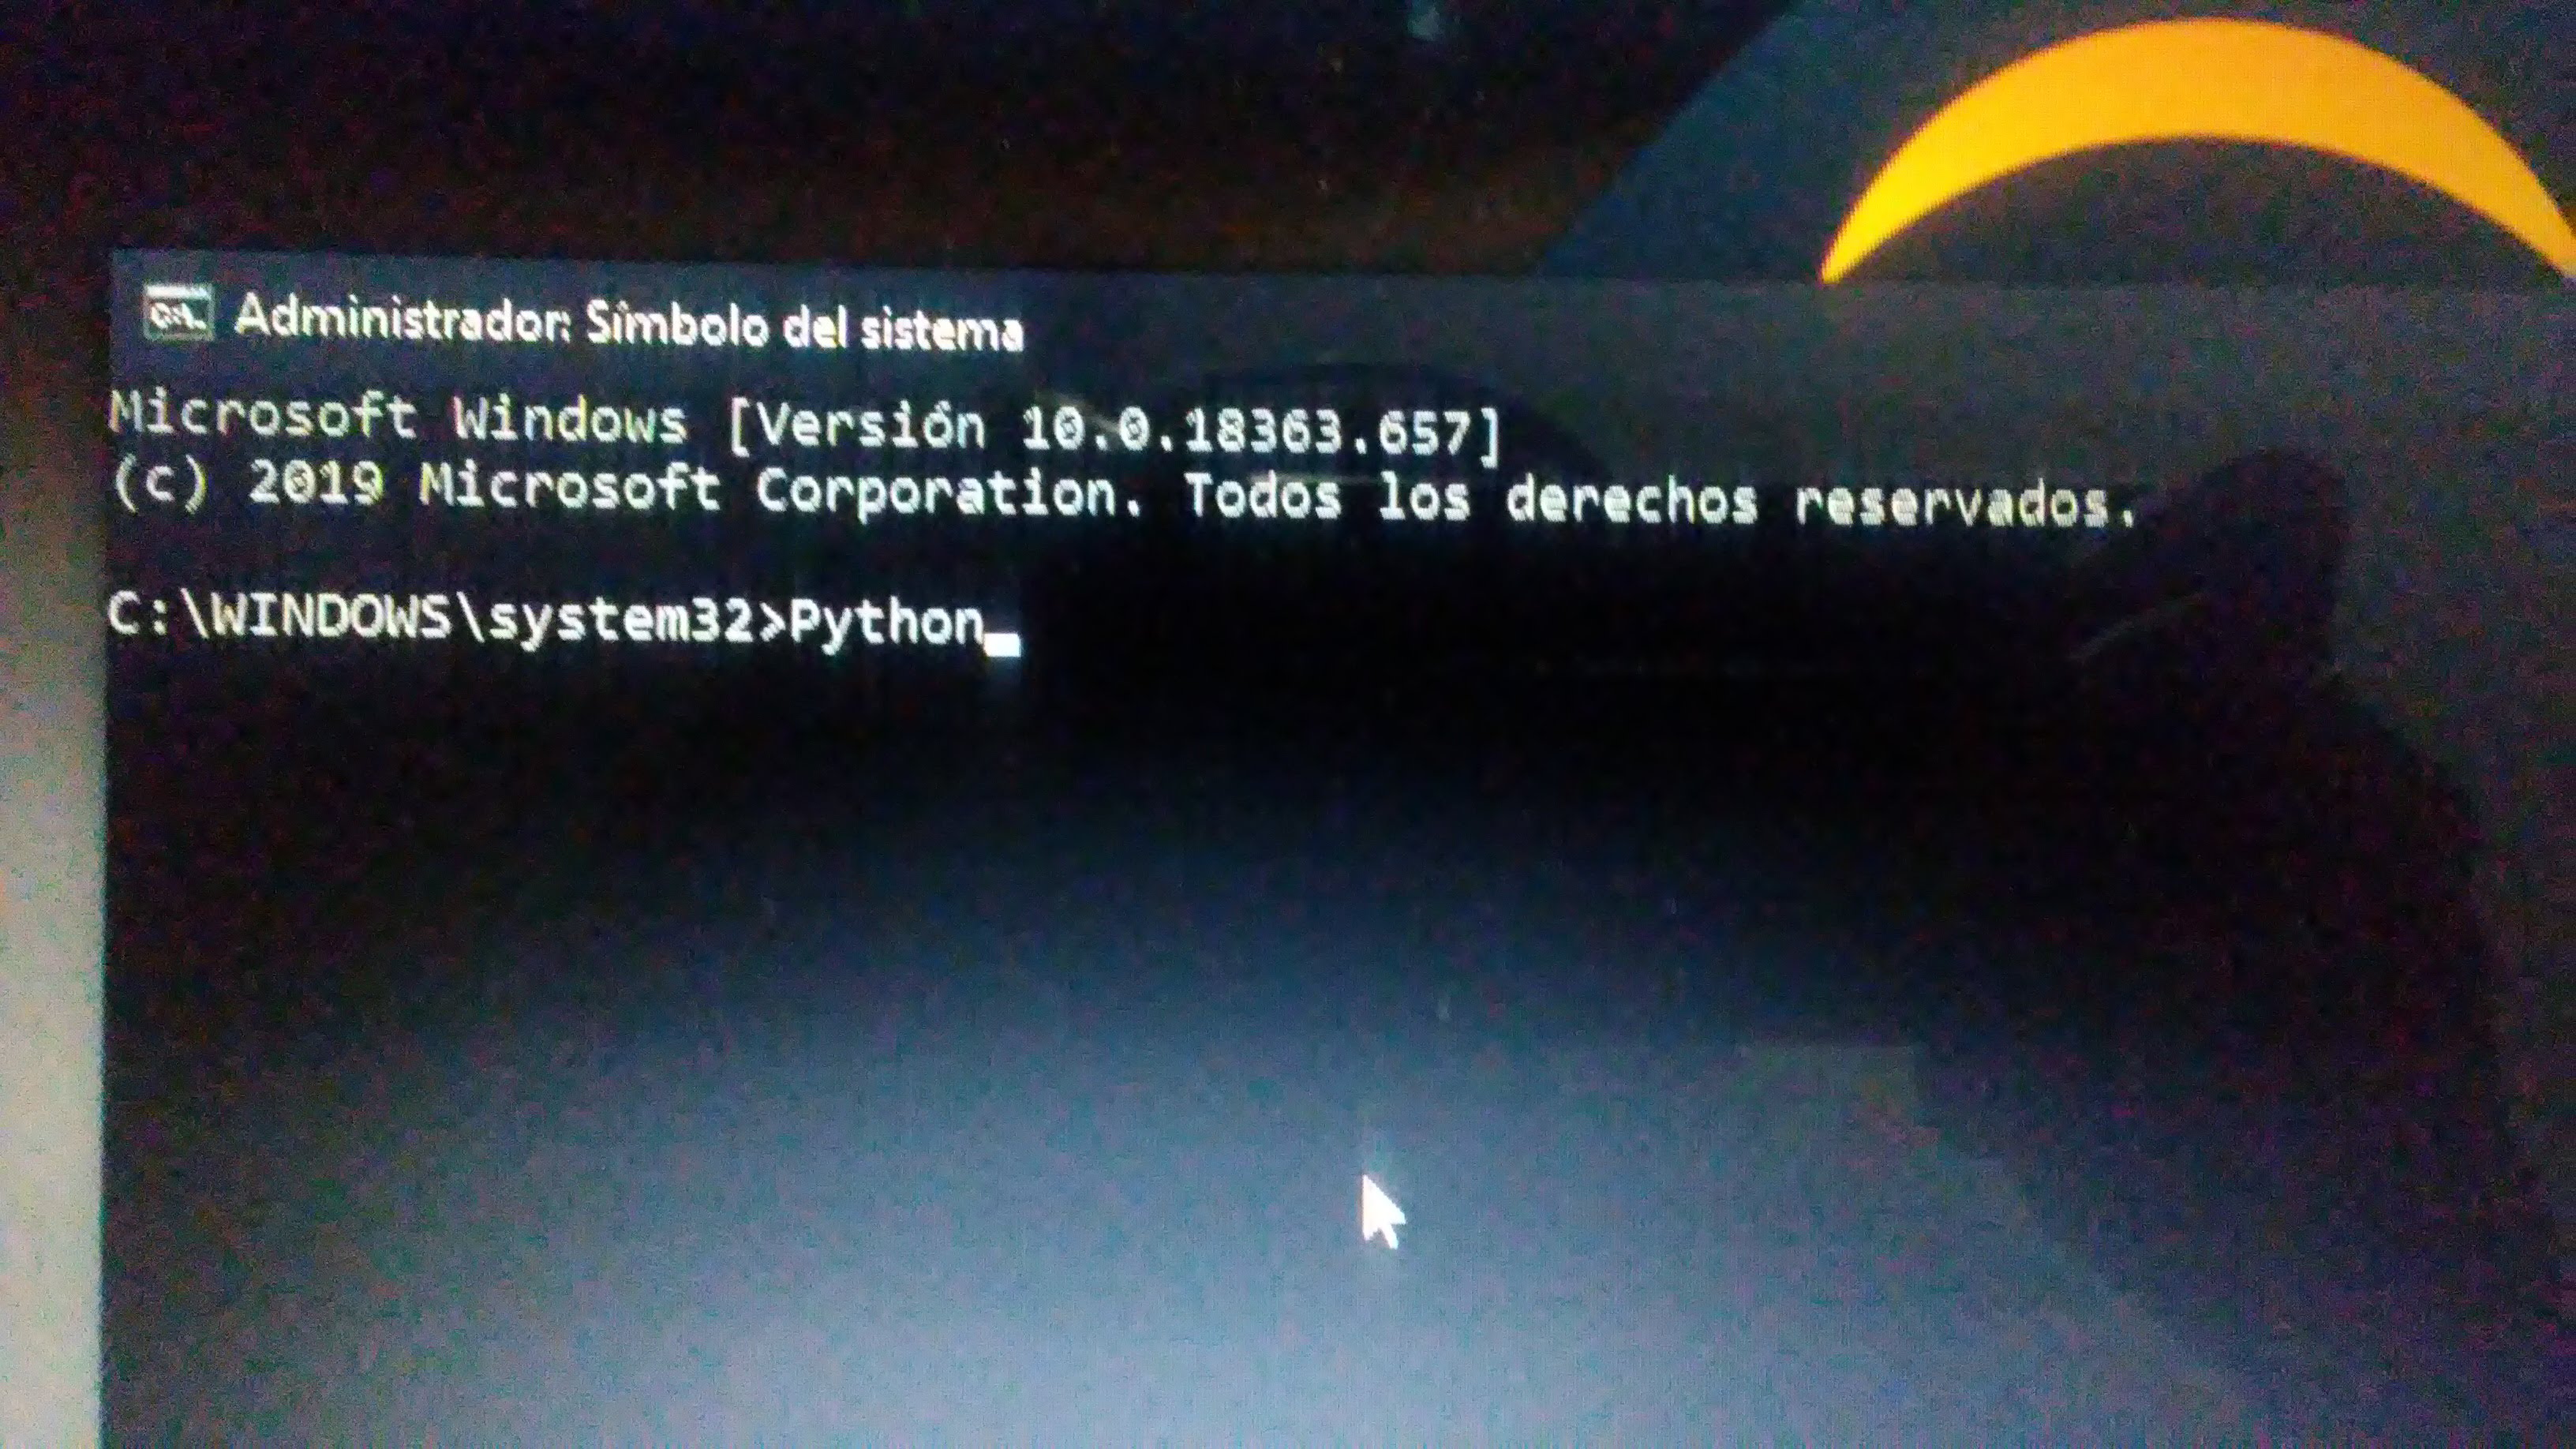 Administrador: Símbolo del sistema
Microsoft Windows [Versión 10.0.18363.657]
(c) 2019 Microsoft Corporation. Todos los derechos reservados.
C:\WINDOWS\system32>Python